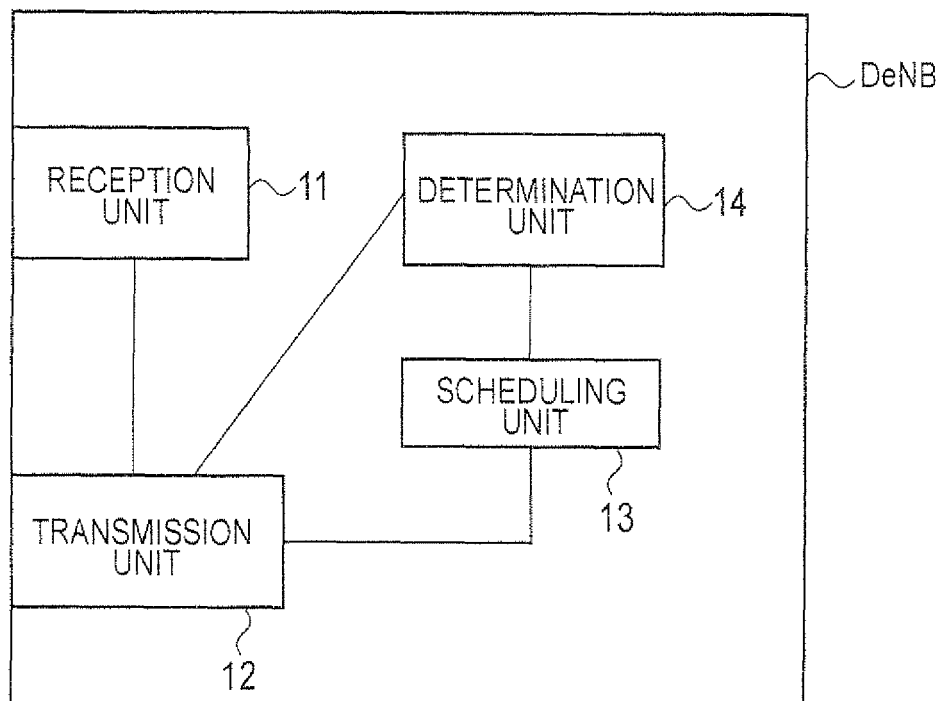 DeNB
RECEPTION
UNIT
11
DETERMINATION
UNIT
14
SCHEDULING
UNIT
13
TRANSMISSION
UNIT
12